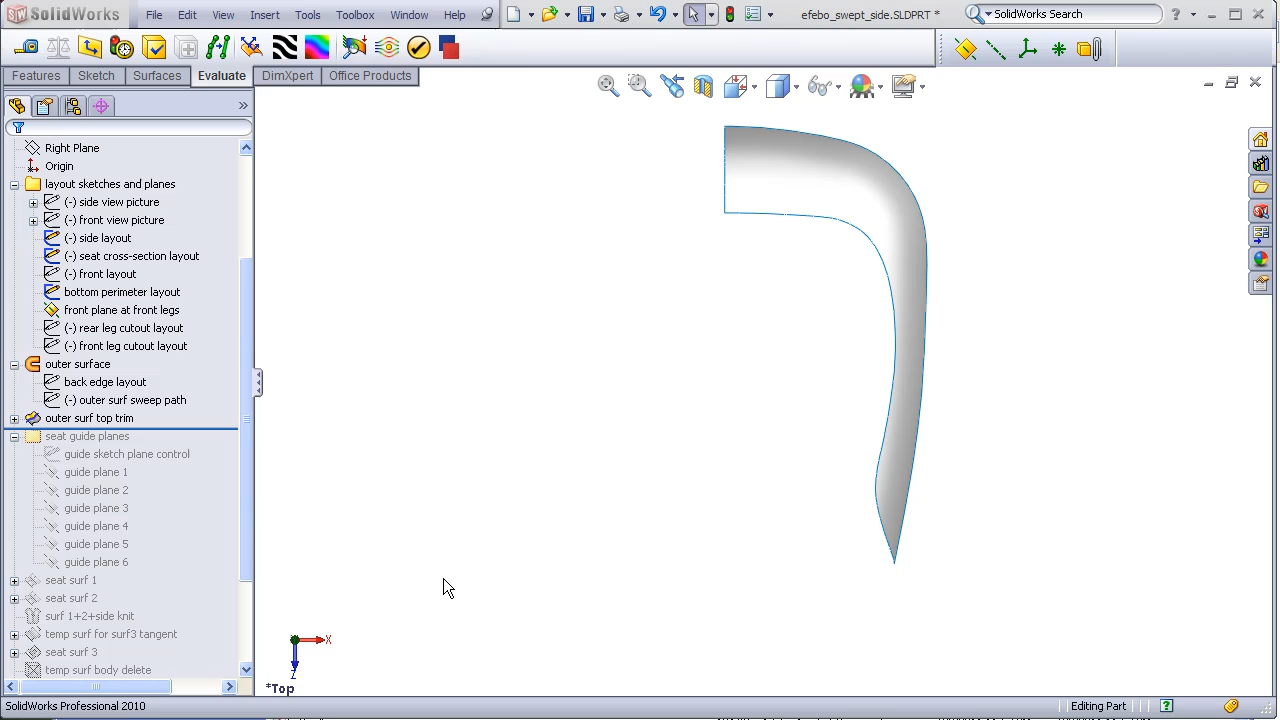 SolidWorks File Edit View Insert Tools Toolbox Window Help efebo_swept_side.SLDPRT * SolidWorks Search
Features Sketch Surfaces Evaluate DimXpert Office Products
Right Plane
Origin
layout sketches and planes
(-) side view picture
(-) front view picture
(-) side layout
(-) seat cross-section layout
(-) front layout
bottom perimeter layout
front plane at front legs
(-) rear leg cutout layout
(-) front leg cutout layout
outer surface
back edge layout
(-) outer surf sweep path
outer surf top trim
seat guide planes
guide sketch plane control
guide plane 1
guide plane 2
guide plane 3
guide plane 4
guide plane 5
guide plane 6
seat surf 1
seat surf 2
surf 1+2+side knit
temp surf for surf3 tangent
seat surf 3
temp surf body delete
X
Z
*Top
SolidWorks Professional 2010 Editing Part